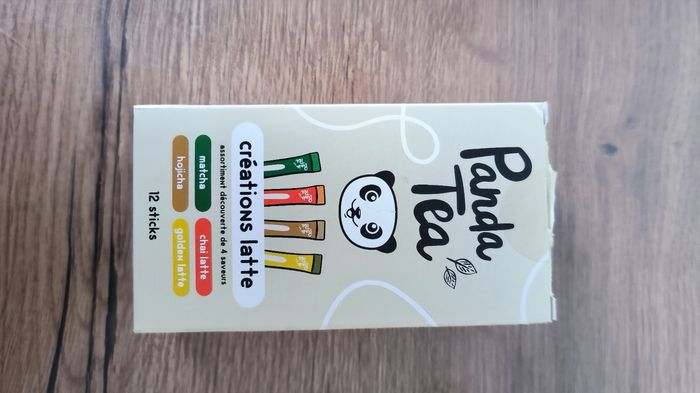 Panda
Tea
créations latte
assortiment découverte de 4 saveurs
matcha
chai latte
hojicha
golden latte
12 sticks